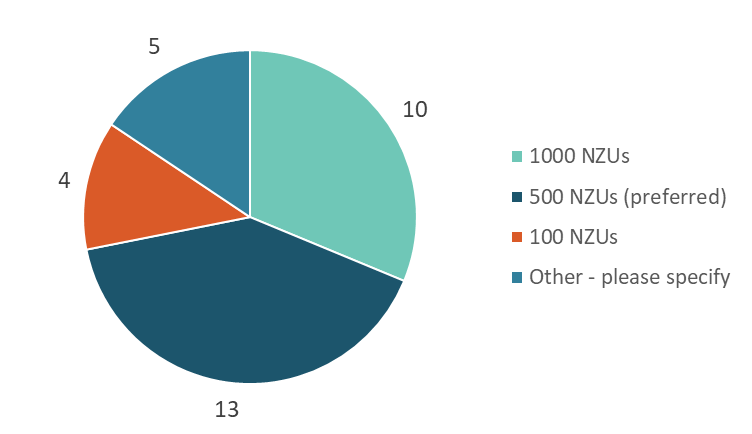 5
10
4
13
1000 NZUs
500 NZUs (preferred)
100 NZUs
Other - please specify